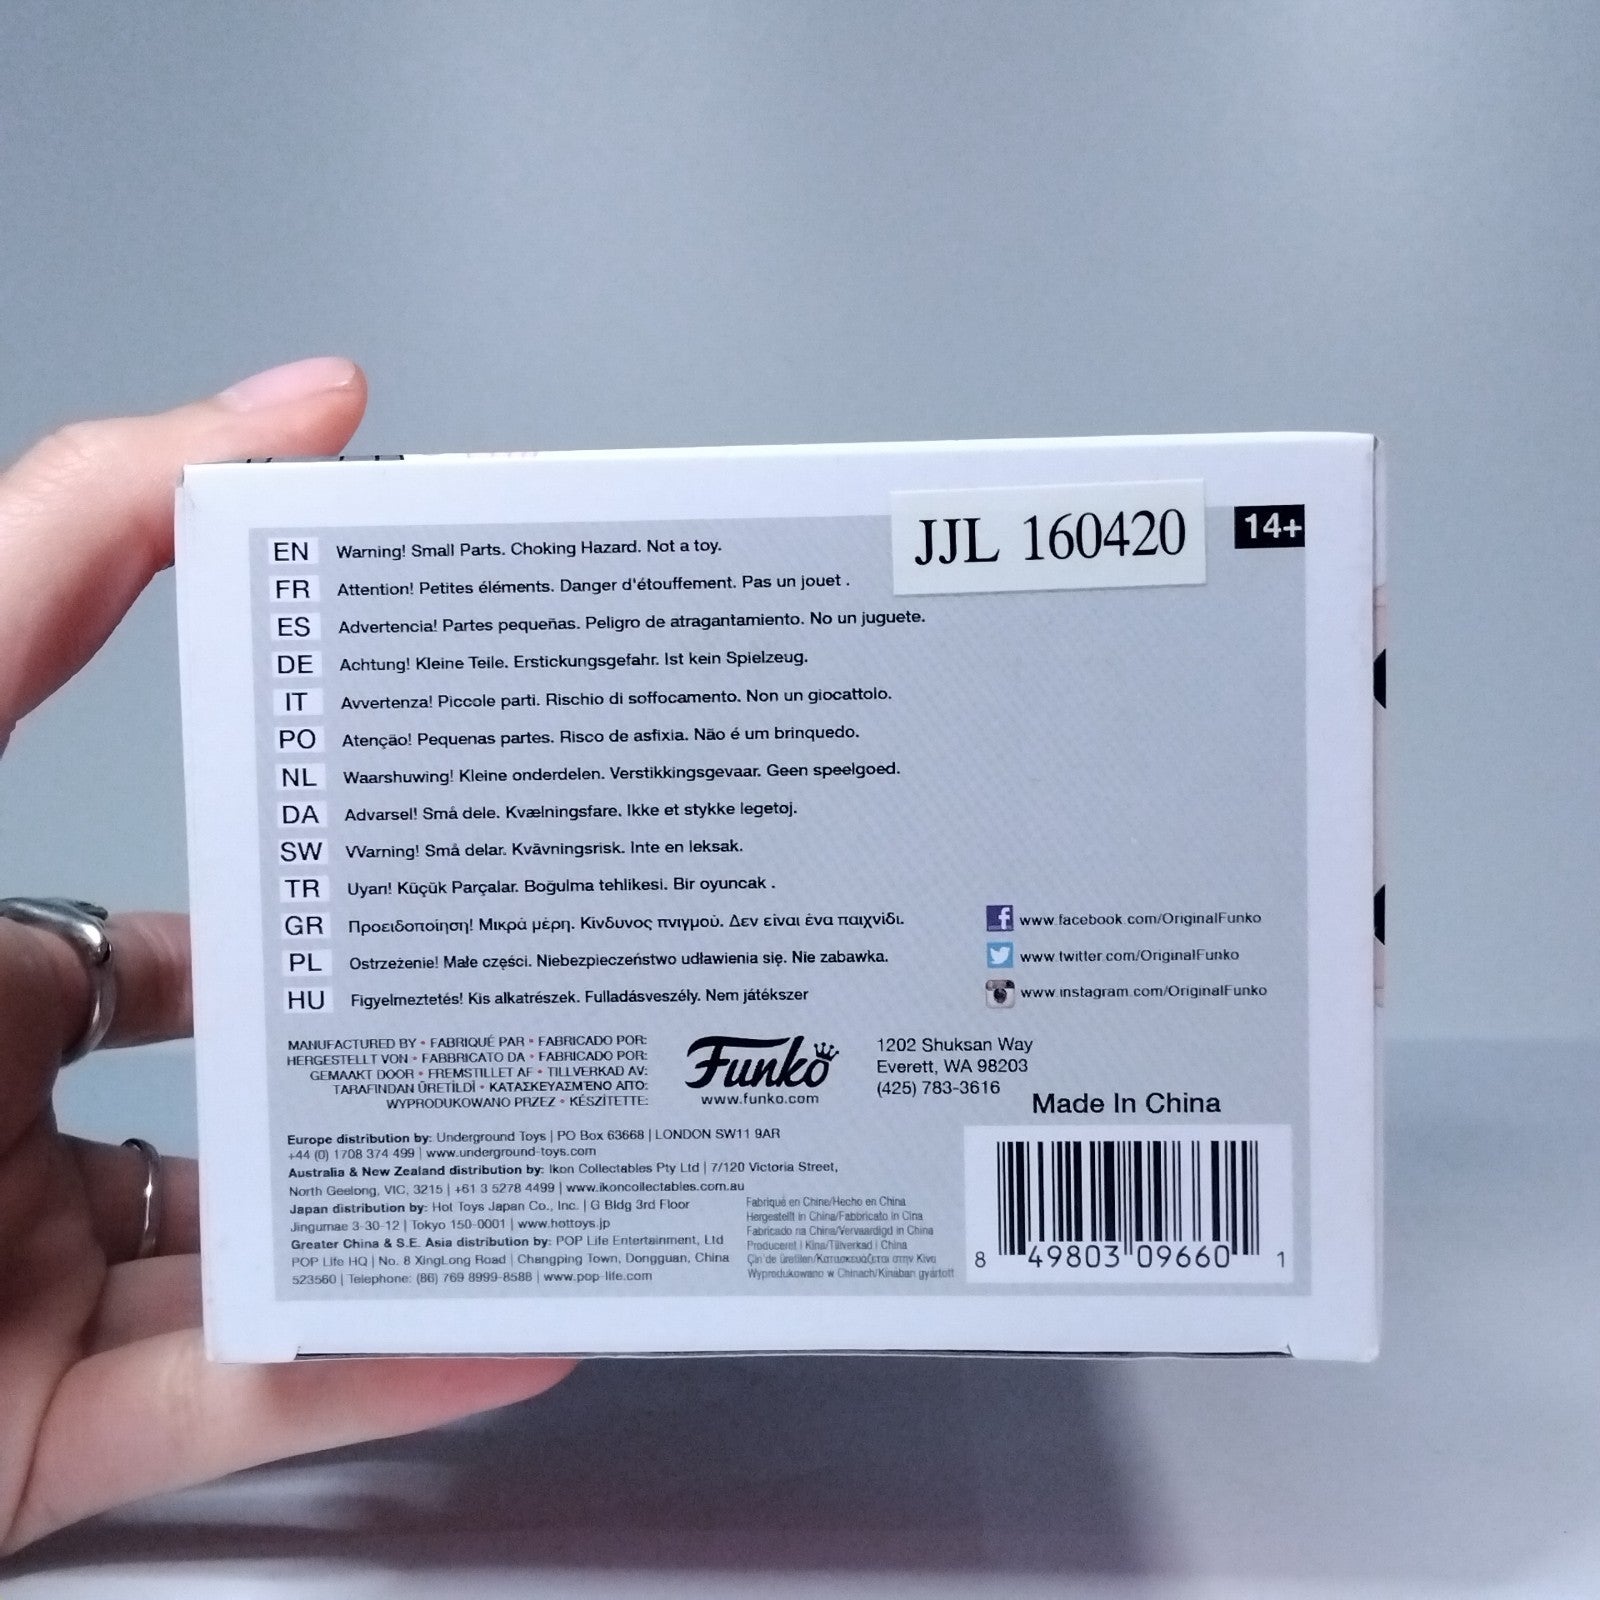 JJL 160420
14+
EN Warning! Small Parts. Choking Hazard. Not a toy.
FR Attention! Petites éléments. Danger d'étouffement. Pas un jouet .
ES Advertencia! Partes pequeñas. Peligro de atragantamiento. No un juguete.
DE Achtung! Kleine Teile. Erstickungsgefahr. Ist kein Spielzeug.
IT Avvertenza! Piccole parti. Rischio di soffocamento. Non un giocattolo.
PO Atenção! Pequenas partes. Risco de asfixia. Não é um brinquedo.
NL Waarshuwing! Kleine onderdelen. Verstikkingsgevaar. Geen speelgoed.
DA Advarsel! Små dele. Kvælningsfare. Ikke et stykke legetoj.
SW VVarning! Små delar. Kvävningsrisk. Inte en leksak.
TR Uyarı! Küçük Parçalar. Boğulma tehlikesi. Bir oyuncak .
GR Προειδοποίηση! Μικρά μέρη. Κίνδυνος πνιγμού. Δεν είναι ένα παιχνίδι.
PL Ostrzeżenie! Małe części. Niebezpieczeństwo udławienia się. Nie zabawka.
HU Figyelmeztetés! Kis alkatrészek. Fulladásveszély. Nem játékszer
www.facebook.com/OriginalFunko
www.twitter.com/OriginalFunko
www.instagram.com/OriginalFunko
MANUFACTURED BY • FABRIQUÉ PAR • FABRICADO POR:
HERGESTELLT VON • FABBRICATO DA • FABRICADO POR:
GEMAAKT DOOR • FREMSTILLET AF • TILLVERKAD AV:
TARAFINDAN ÜRETİLDİ • ΚΑΤΑΣΚΕΥΑΣΜΈΝΟ ΑΠΌ:
WYPRODUKOWANO PRZEZ • KÉSZÍTETTE:
Funko
www.funko.com
1202 Shuksan Way
Everett, WA 98203
(425) 783-3616
Made In China
Europe distribution by: Underground Toys | PO Box 63668 | LONDON SW11 9AR
+44 (0) 1708 374 499 | www.underground-toys.com
Australia & New Zealand distribution by: Ikon Collectables Pty Ltd | 7/120 Victoria Street,
North Geelong, VIC, 3215 | +61 3 5278 4499 | www.ikoncollectables.com.au
Japan distribution by: Hot Toys Japan Co., Inc. | G Bldg 3rd Floor
Jingumae 3-30-12 | Tokyo 150-0001 | www.hottoys.jp
Greater China & S.E. Asia distribution by: POP Life Entertainment, Ltd
POP Life HQ | No. 8 XingLong Road | Changping Town, Dongguan, China
523560 | Telephone: (86) 769 8999-8588 | www.pop-life.com
Fabriqué en Chine/Hecho en China
Hergestellt in China/Fabbricato in Cina
Fabricado na China/Vervaardigd in China
Produceret i Kina/Tillverkad i China
Çin'de üretilen/Κατασκευάζεται στην Κίνα
Wyprodukowano w Chinach/Kínában gyártott
8 49803 09660 1